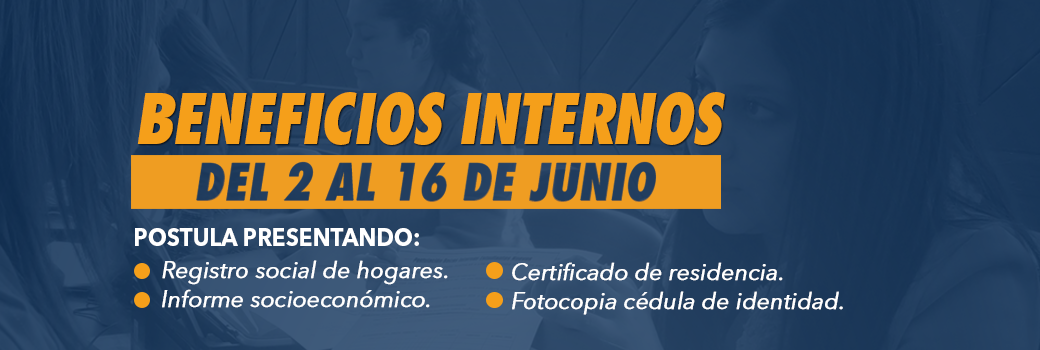 BENEFICIOS INTERNOS
DEL 2 AL 16 DE JUNIO
POSTULA PRESENTANDO:
Registro social de hogares.
Informe socioeconómico.
Certificado de residencia.
Fotocopia cédula de identidad.